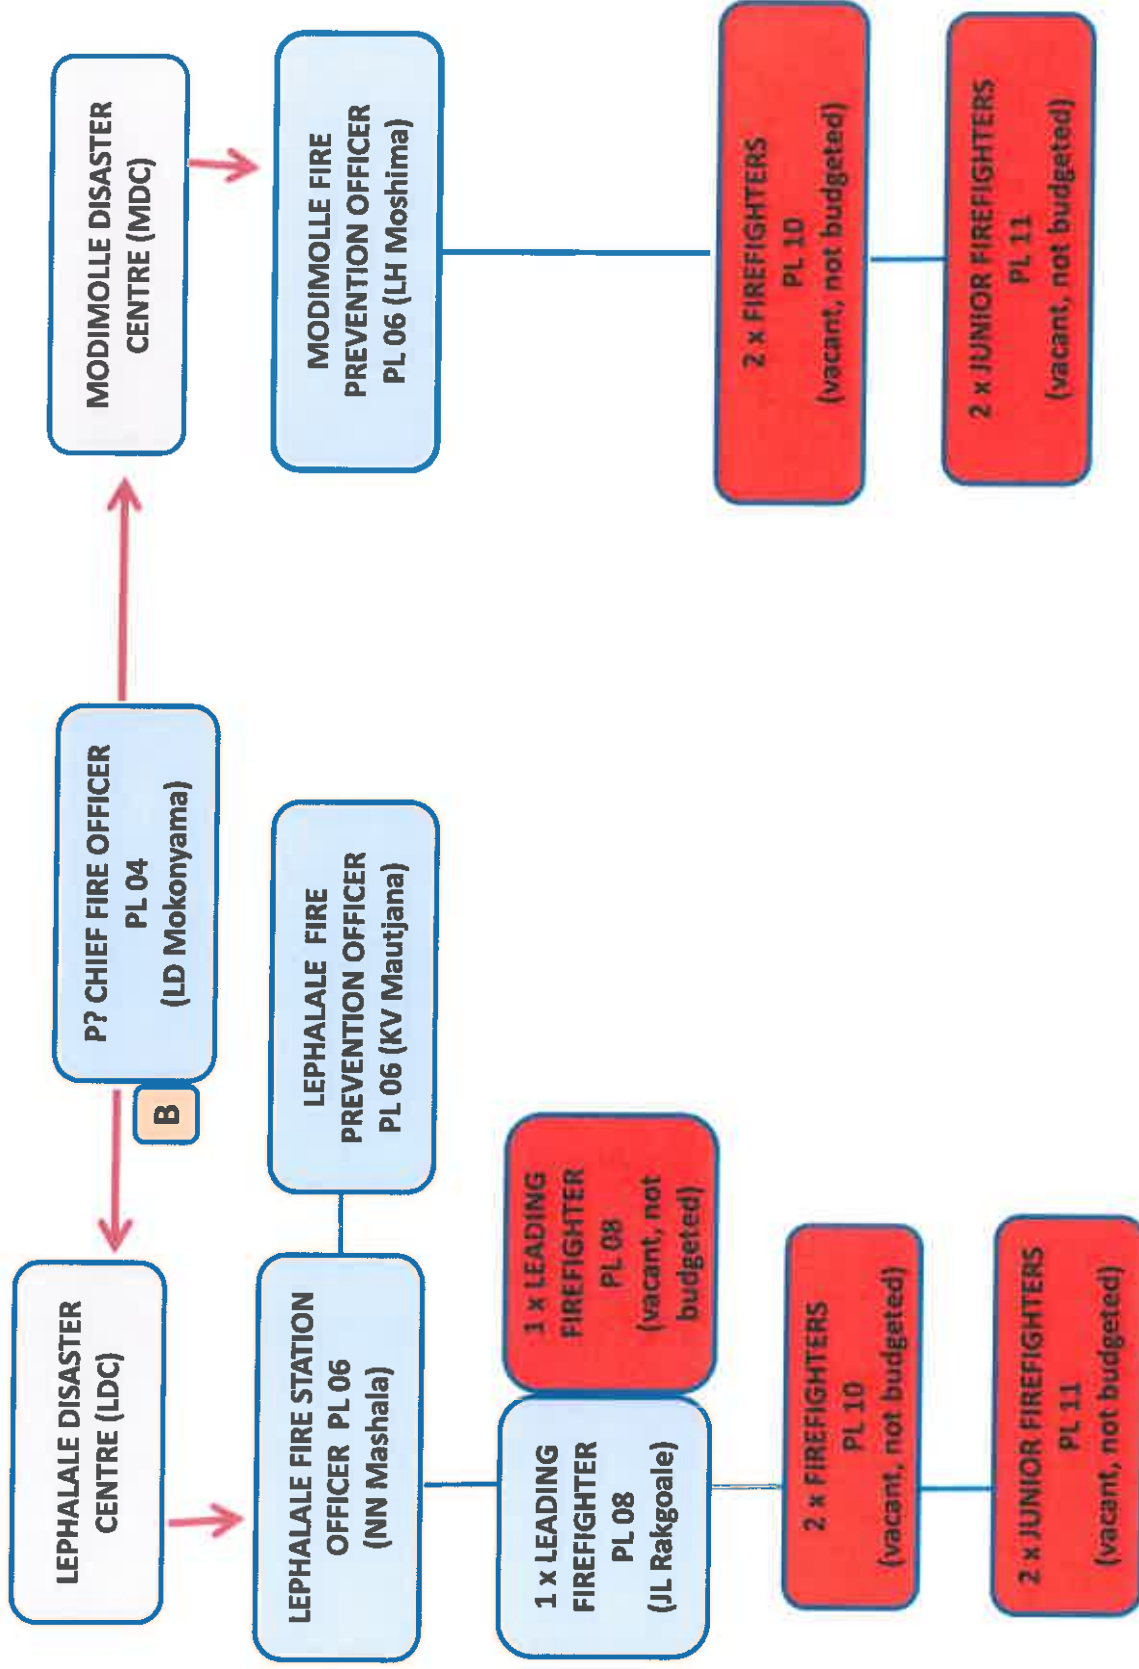 P? CHIEF FIRE OFFICER
PL 04
(LD Mokonyama)
B
LEPHALALE DISASTER
CENTRE (LDC)
MODIMOLLE DISASTER
CENTRE (MDC)
LEPHALALE FIRE STATION
OFFICER PL 06
(NN Mashala)
LEPHALALE FIRE
PREVENTION OFFICER
PL 06 (KV Mautjana)
MODIMOLLE FIRE
PREVENTION OFFICER
PL 06 (LH Moshima)
1 x LEADING
FIREFIGHTER
PL 08
(JL Rakgoale)
1 x LEADING
FIREFIGHTER
PL 08
(vacant, not
budgeted)
2 x FIREFIGHTERS
PL 10
(vacant, not budgeted)
2 x JUNIOR FIREFIGHTERS
PL 11
(vacant, not budgeted)
2 x FIREFIGHTERS
PL 10
(vacant, not budgeted)
2 x JUNIOR FIREFIGHTERS
PL 11
(vacant, not budgeted)